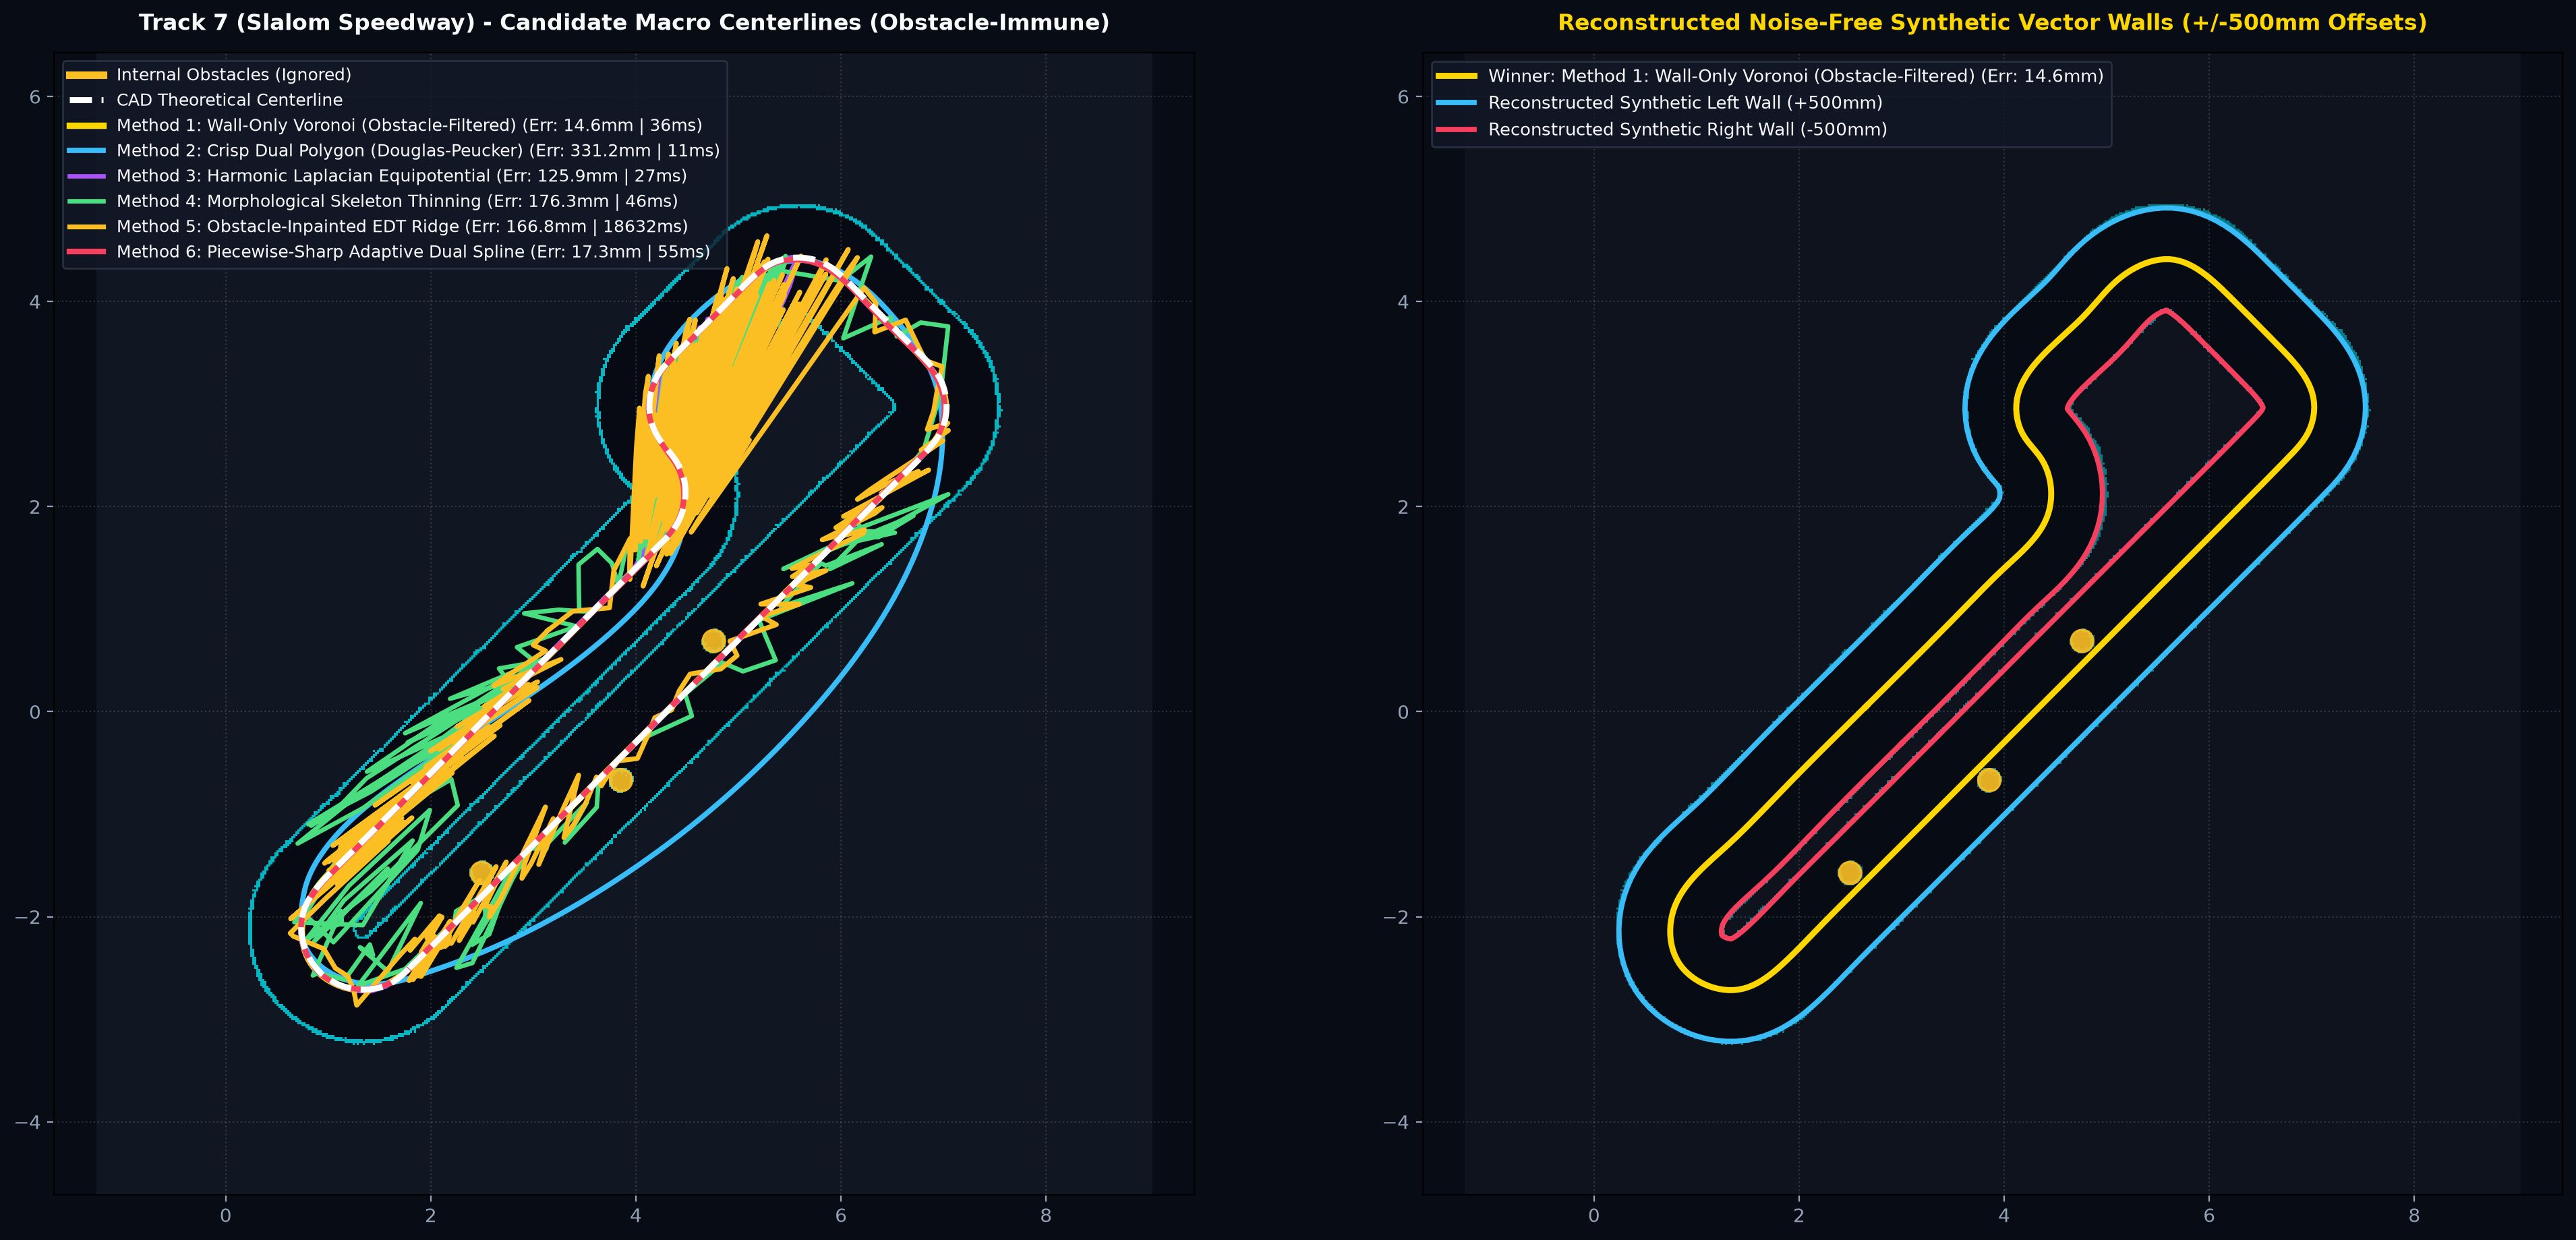 Track 7 (Slalom Speedway) - Candidate Macro Centerlines (Obstacle-Immune)
Internal Obstacles (Ignored)
CAD Theoretical Centerline
Method 1: Wall-Only Voronoi (Obstacle-Filtered) (Err: 14.6mm | 36ms)
Method 2: Crisp Dual Polygon (Douglas-Peucker) (Err: 331.2mm | 11ms)
Method 3: Harmonic Laplacian Equipotential (Err: 125.9mm | 27ms)
Method 4: Morphological Skeleton Thinning (Err: 176.3mm | 46ms)
Method 5: Obstacle-Inpainted EDT Ridge (Err: 166.8mm | 18632ms)
Method 6: Piecewise-Sharp Adaptive Dual Spline (Err: 17.3mm | 55ms)
6
4
2
0
−2
−4
0 2 4 6 8
Reconstructed Noise-Free Synthetic Vector Walls (+/-500mm Offsets)
Winner: Method 1: Wall-Only Voronoi (Obstacle-Filtered) (Err: 14.6mm)
Reconstructed Synthetic Left Wall (+500mm)
Reconstructed Synthetic Right Wall (-500mm)
6
4
2
0
−2
−4
0 2 4 6 8